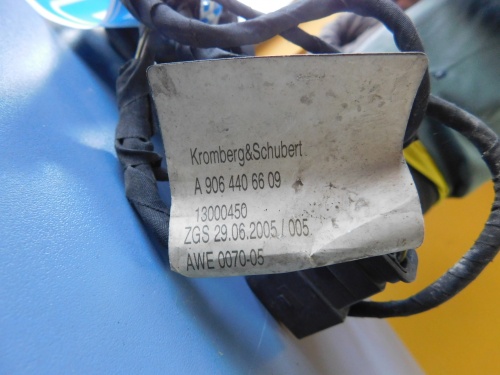 Kromberg&Schubert
A 906 440 66 09
13000450
ZGS 29.06.2005 / 005
AWE 0070-05